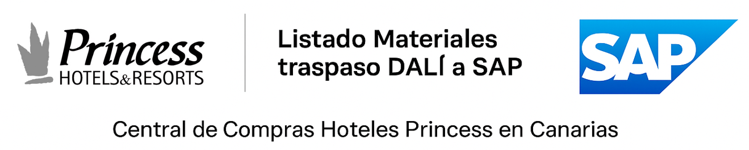 Princess
HOTELS&RESORTS
Listado Materiales
traspaso DALÍ a SAP
SAP
Central de Compras Hoteles Princess en Canarias